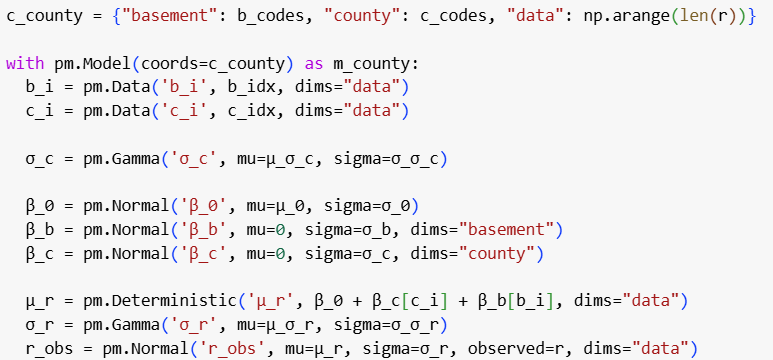 c_county = {"basement": b_codes, "county": c_codes, "data": np.arange(len(r))}
with pm.Model(coords=c_county) as m_county:
  b_i = pm.Data('b_i', b_idx, dims="data")
  c_i = pm.Data('c_i', c_idx, dims="data")
  σ_c = pm.Gamma('σ_c', mu=μ_σ_c, sigma=σ_σ_c)
  β_0 = pm.Normal('β_0', mu=μ_0, sigma=σ_0)
  β_b = pm.Normal('β_b', mu=0, sigma=σ_b, dims="basement")
  β_c = pm.Normal('β_c', mu=0, sigma=σ_c, dims="county")
  μ_r = pm.Deterministic('μ_r', β_0 + β_c[c_i] + β_b[b_i], dims="data")
  σ_r = pm.Gamma('σ_r', mu=μ_σ_r, sigma=σ_σ_r)
  r_obs = pm.Normal('r_obs', mu=μ_r, sigma=σ_r, observed=r, dims="data")